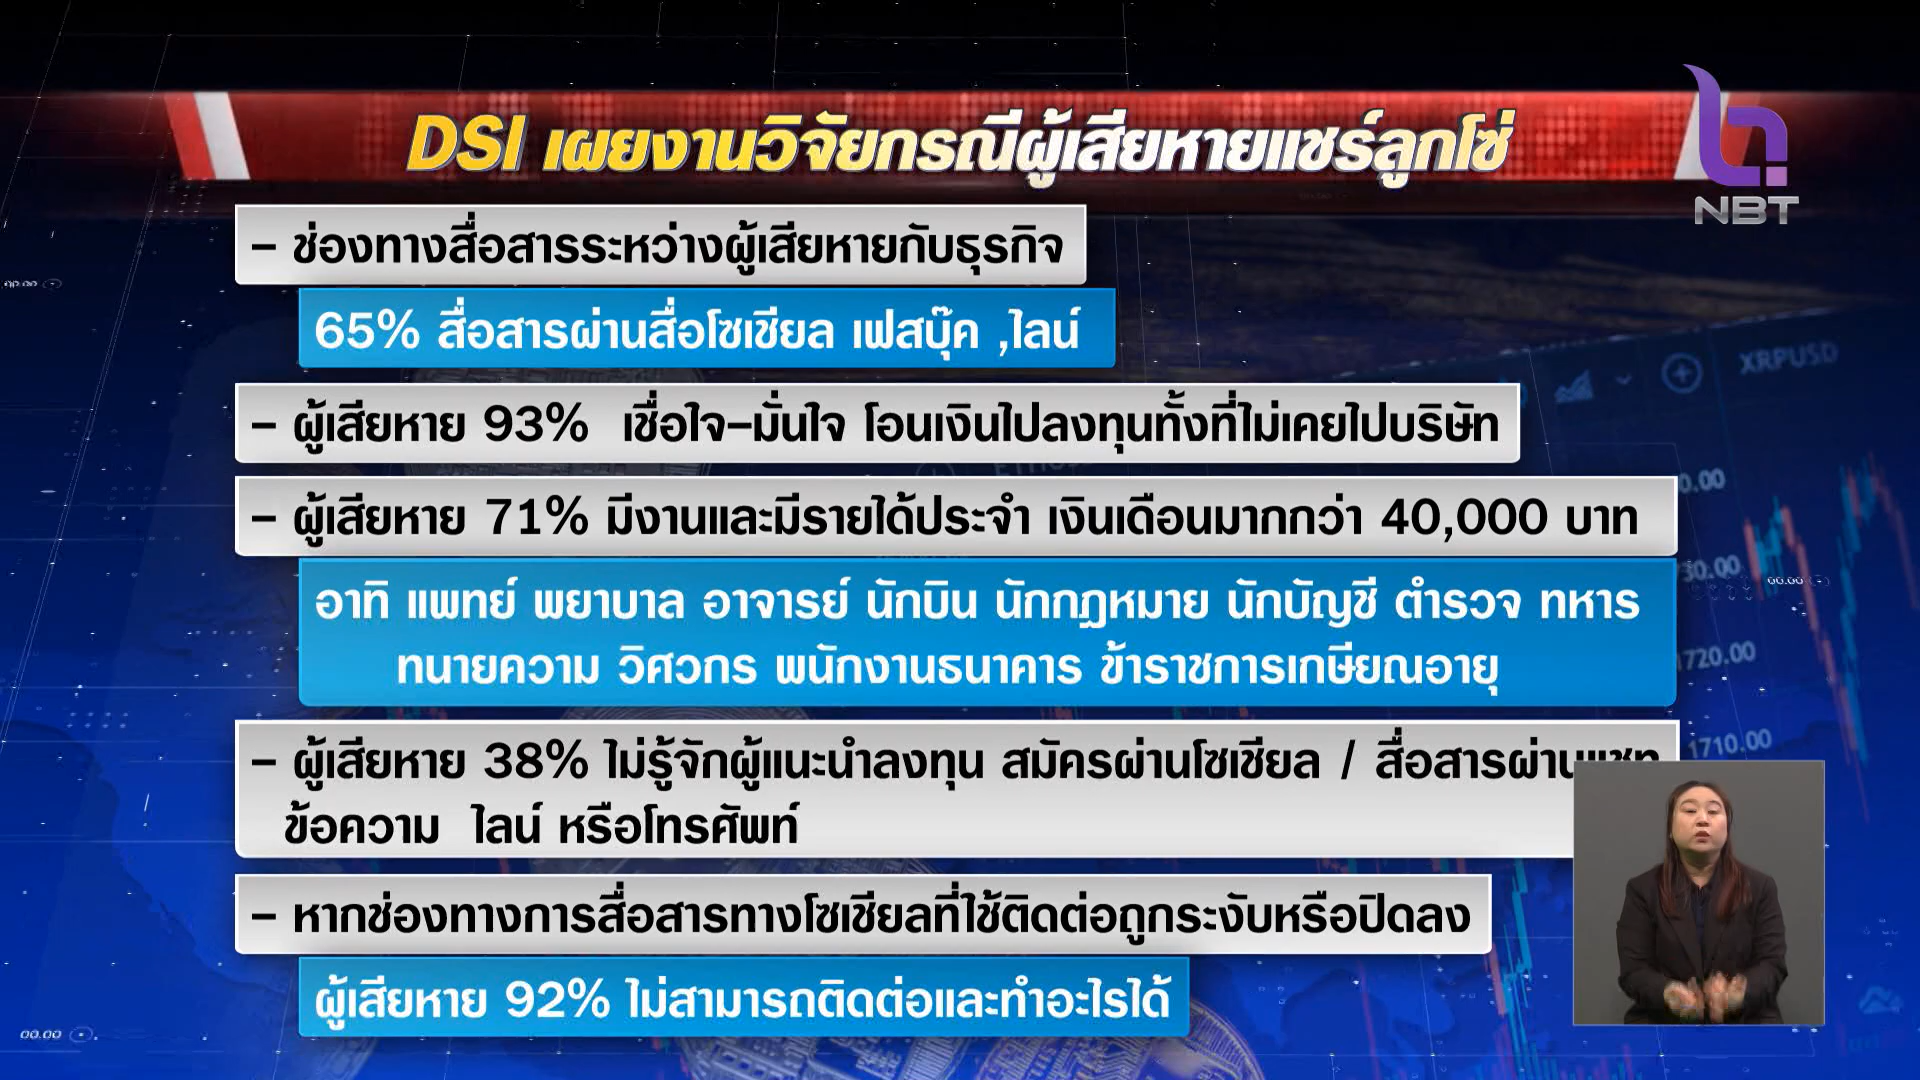 DSI เผยงานวิจัยกรณีผู้เสียหายแชร์ลูกโซ่
NBT
– ช่องทางสื่อสารระหว่างผู้เสียหายกับธุรกิจ
65% สื่อสารผ่านสื่อโซเชียล เฟสบุ๊ค ,ไลน์
XRPUSD
– ผู้เสียหาย 93% เชื่อใจ–มั่นใจ โอนเงินไปลงทุนทั้งที่ไม่เคยไปบริษัท
– ผู้เสียหาย 71% มีงานและมีรายได้ประจำ เงินเดือนมากกว่า 40,000 บาท
อาทิ แพทย์ พยาบาล อาจารย์ นักบิน นักกฎหมาย นักบัญชี ตำรวจ ทหาร
ทนายความ วิศวกร พนักงานธนาคาร ข้าราชการเกษียณอายุ
1720.00
– ผู้เสียหาย 38% ไม่รู้จักผู้แนะนำลงทุน สมัครผ่านโซเชียล / สื่อสารผ่านแชท
1710.00
ข้อความ ไลน์ หรือโทรศัพท์
– หากช่องทางการสื่อสารทางโซเชียลที่ใช้ติดต่อถูกระงับหรือปิดลง
ผู้เสียหาย 92% ไม่สามารถติดต่อและทำอะไรได้
00.00